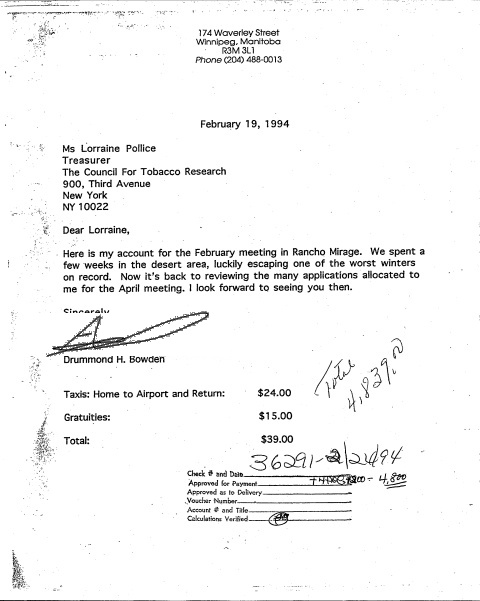 174 Waverley Street
Winnipeg, Manitoba
R3M 3L1
Phone (204) 488-0013
February 19, 1994
Ms Lorraine Pollice
Treasurer
The Council For Tobacco Research
900, Third Avenue
New York
NY 10022
Dear Lorraine,
Here is my account for the February meeting in Rancho Mirage. We spent a
few weeks in the desert area, luckily escaping one of the worst winters
on record. Now it's back to reviewing the many applications allocated to
me for the April meeting. I look forward to seeing you then.
Sincerely
Drummond H. Bowden
Total
4,839.00
Taxis: Home to Airport and Return: $24.00
Gratuities: $15.00
Total: $39.00
36291-2/21/94
Check # and Date
Approved for Payment 4,800
Approved as to Delivery
Voucher Number
Account # and Title
Calculations Verified